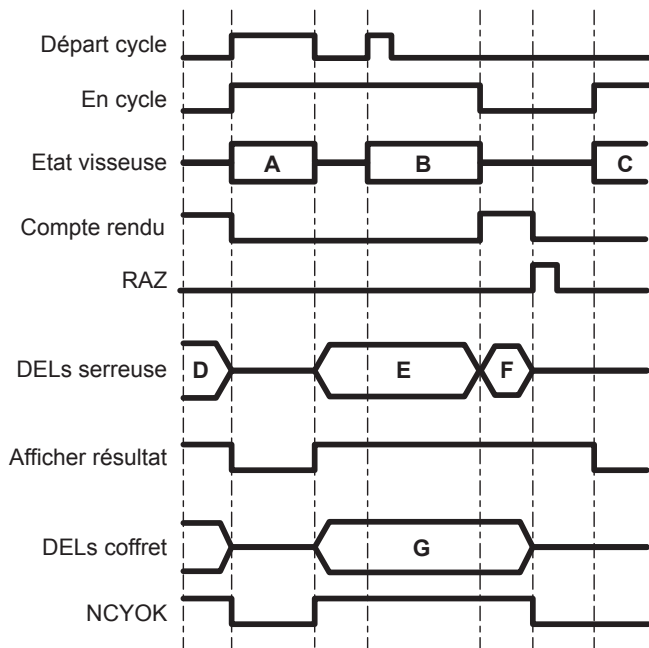 Départ cycle
En cycle
Etat visseuse
A
B
C
Compte rendu
RAZ
DELs serreuse
D
E
F
Afficher résultat
DELs coffret
G
NCYOK